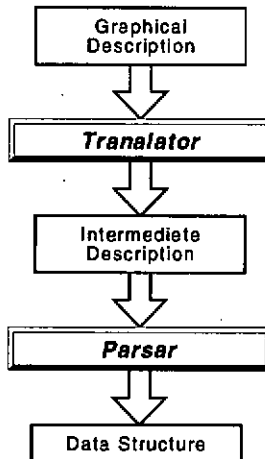 Graphical
Description
Tranalator
Intermediete
Description
Parsar
Data Structure